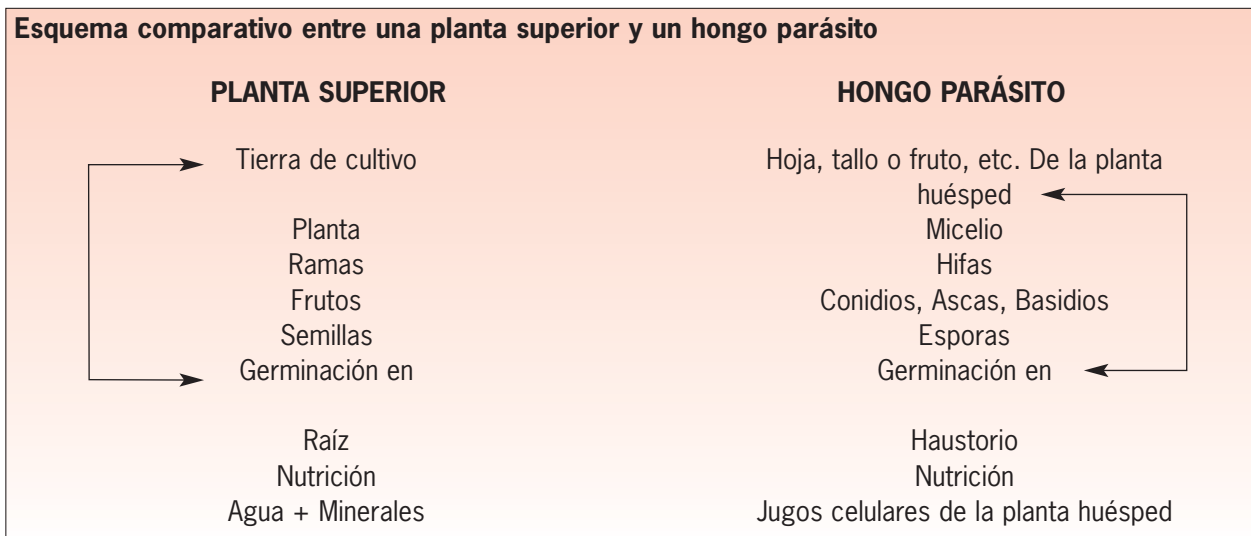 Esquema comparativo entre una planta superior y un hongo parásito
PLANTA SUPERIOR
Tierra de cultivo
Planta
Ramas
Frutos
Semillas
Germinación en
Raíz
Nutrición
Agua + Minerales
HONGO PARÁSITO
Hoja, tallo o fruto, etc. De la planta
huésped
Micelio
Hifas
Conidios, Ascas, Basidios
Esporas
Germinación en
Haustorio
Nutrición
Jugos celulares de la planta huésped